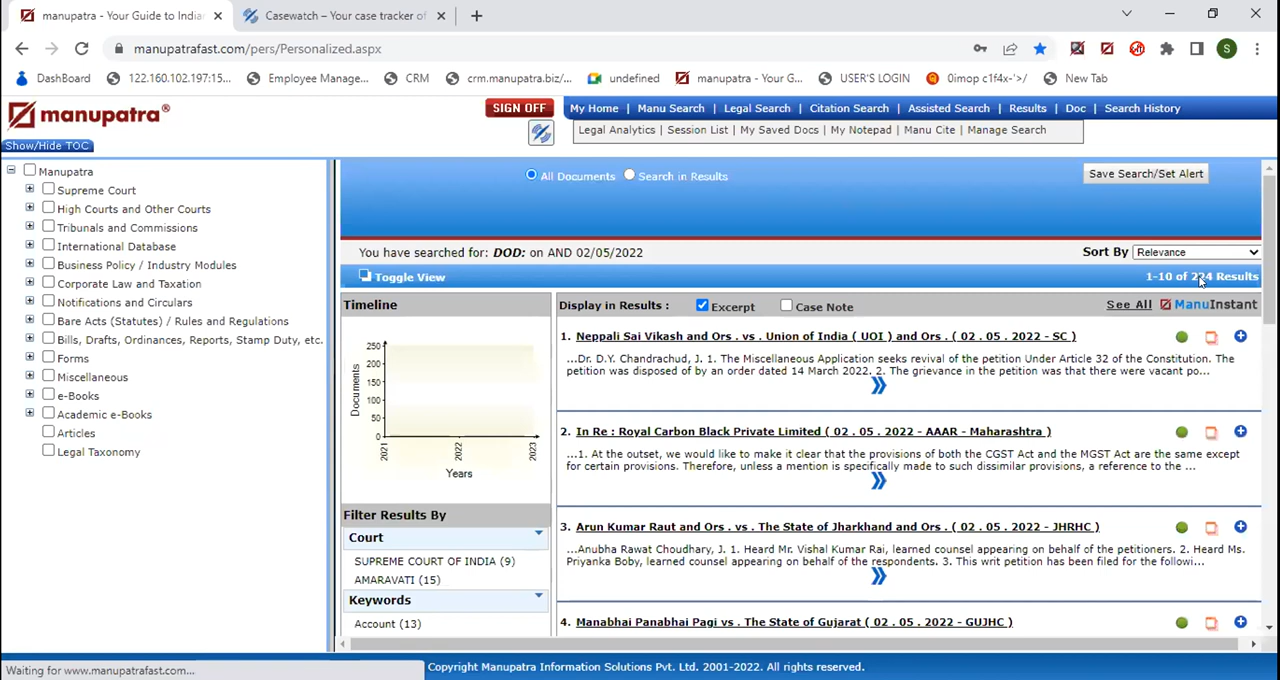 manupatra - Your Guide to Indian
Casewatch – Your case tracker of
manupatrafast.com/pers/Personalized.aspx
S
DashBoard
122.160.102.197:15...
Employee Manage...
CRM
crm.manupatra.biz/...
undefined
manupatra - Your G...
USER'S LOGIN
0imop c1f4x-'>/
New Tab
manupatra®
SIGN OFF
My Home | Manu Search | Legal Search | Citation Search | Assisted Search | Results | Doc | Search History
Legal Analytics | Session List | My Saved Docs | My Notepad | Manu Cite | Manage Search
Show/Hide TOC
Manupatra
Supreme Court
High Courts and Other Courts
Tribunals and Commissions
International Database
Business Policy / Industry Modules
Corporate Law and Taxation
Notifications and Circulars
Bare Acts (Statutes) / Rules and Regulations
Bills, Drafts, Ordinances, Reports, Stamp Duty, etc.
Forms
Miscellaneous
e-Books
Academic e-Books
Articles
Legal Taxonomy
All Documents
Search in Results
Save Search/Set Alert
You have searched for: DOD: on AND 02/05/2022
Sort By Relevance
Toggle View
1-10 of 224 Results
Timeline
Documents
250
200
150
100
50
0
2021
2022
2023
Years
Filter Results By
Court
SUPREME COURT OF INDIA (9)
AMARAVATI (15)
Keywords
Account (13)
Display in Results :
Excerpt
Case Note
See All
ManuInstant
1. Neppali Sai Vikash and Ors . vs . Union of India ( UOI ) and Ors . ( 02 . 05 . 2022 - SC )
...Dr. D.Y. Chandrachud, J. 1. The Miscellaneous Application seeks revival of the petition Under Article 32 of the Constitution. The
petition was disposed of by an order dated 14 March 2022. 2. The grievance in the petition was that there were vacant po...
2. In Re : Royal Carbon Black Private Limited ( 02 . 05 . 2022 - AAAR - Maharashtra )
...1. At the outset, we would like to make it clear that the provisions of both the CGST Act and the MGST Act are the same except
for certain provisions. Therefore, unless a mention is specifically made to such dissimilar provisions, a reference to the ...
3. Arun Kumar Raut and Ors . vs . The State of Jharkhand and Ors . ( 02 . 05 . 2022 - JHRHC )
...Anubha Rawat Choudhary, J. 1. Heard Mr. Vishal Kumar Rai, learned counsel appearing on behalf of the petitioners. 2. Heard Ms.
Priyanka Boby, learned counsel appearing on behalf of the respondents. 3. This writ petition has been filed for the followi...
4. Manabhai Panabhai Pagi vs . The State of Gujarat ( 02 . 05 . 2022 - GUJHC )
Waiting for www.manupatrafast.com...
Copyright Manupatra Information Solutions Pvt. Ltd. 2001-2022. All rights reserved.